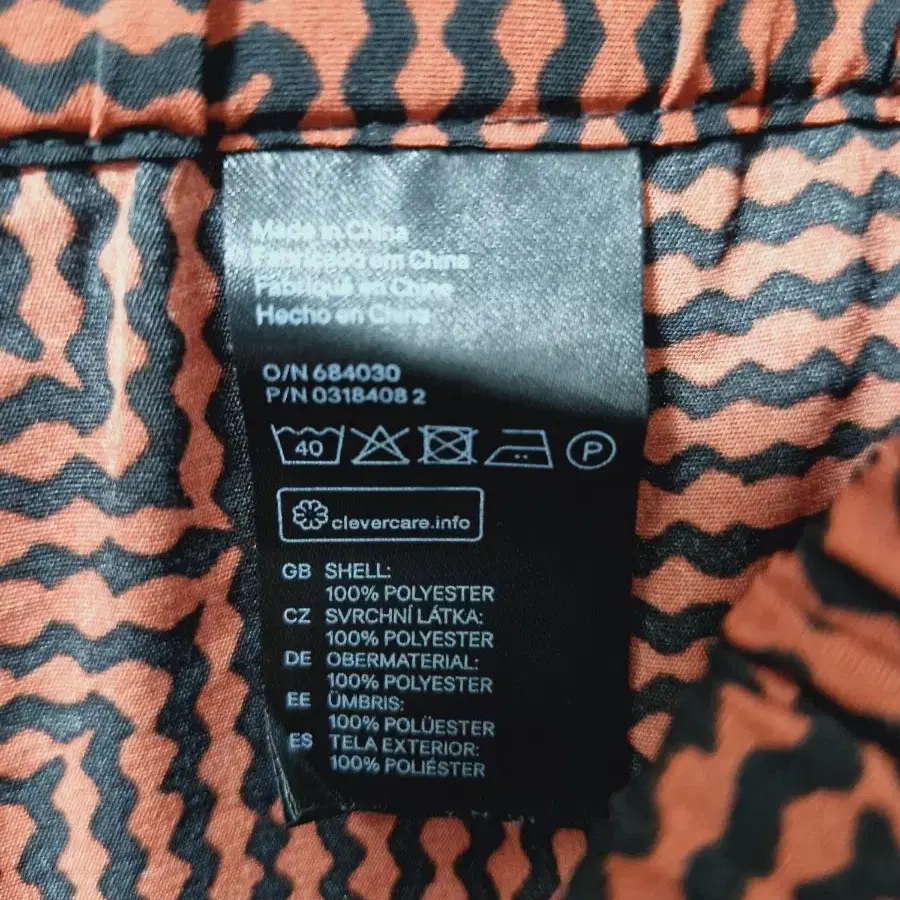 Made in China
Fabricado em China
Fabriqué en Chine
Hecho en China
O/N 684030
P/N 0318408 2
40 P
clevercare.info
GB SHELL:
100% POLYESTER
CZ SVRCHNÍ LÁTKA:
100% POLYESTER
DE OBERMATERIAL:
100% POLYESTER
EE ÜMBRIS:
100% POLÜESTER
ES TELA EXTERIOR:
100% POLIÉSTER